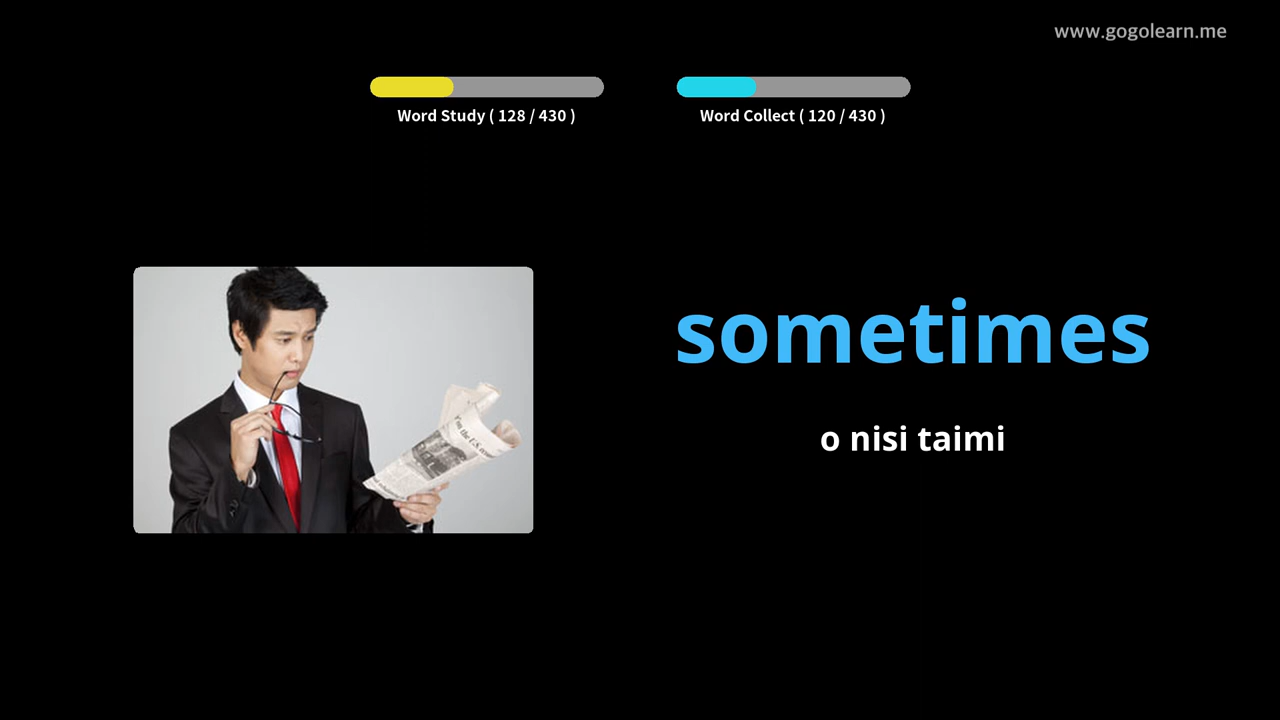 www.gogolearn.me
Word Study ( 128 / 430 )
Word Collect ( 120 / 430 )
sometimes
o nisi taimi